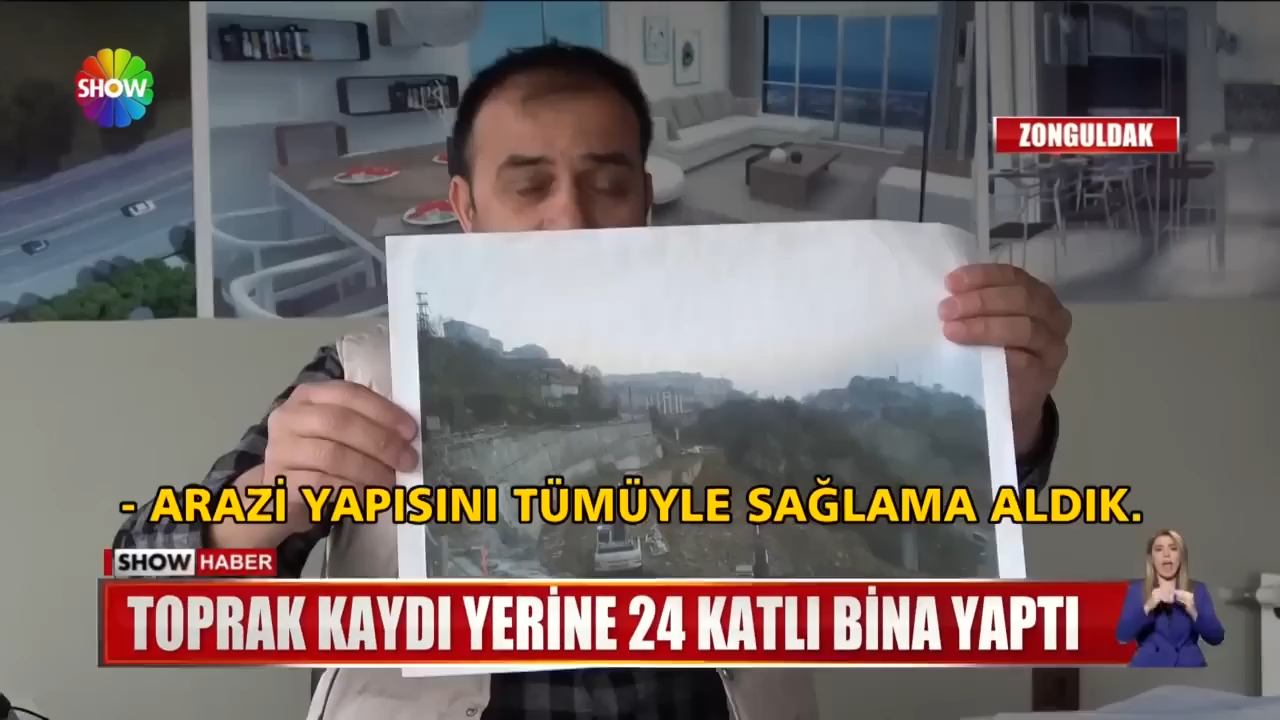 SHOW
ZONGULDAK
- ARAZİ YAPISINI TÜMÜYLE SAĞLAMA ALDIK.
SHOW HABER
TOPRAK KAYDI YERİNE 24 KATLI BİNA YAPTI